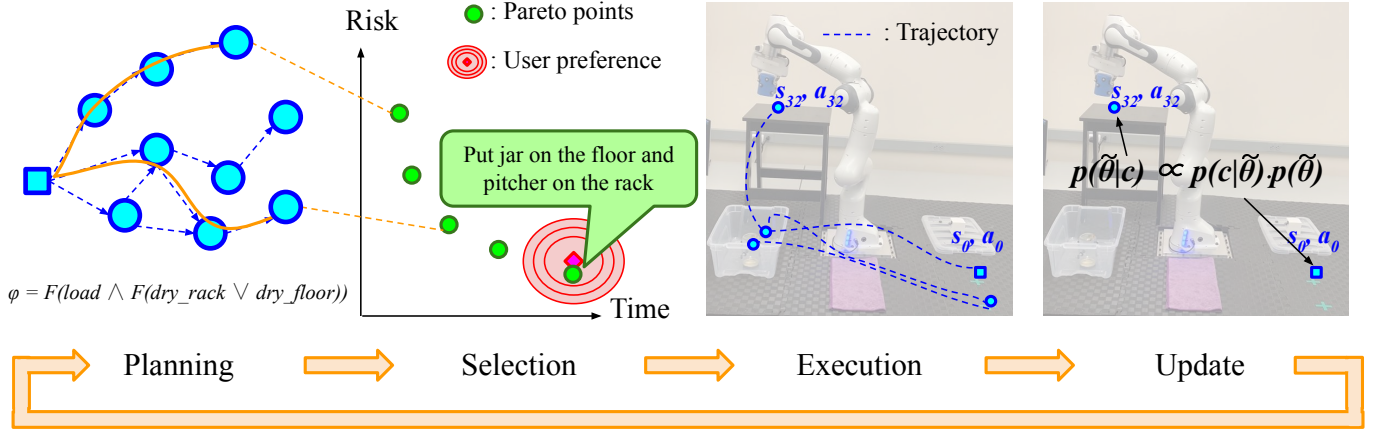 Risk
: Pareto points
: User preference
Put jar on the floor and
pitcher on the rack
Time
φ = F(load ∧ F(dry_rack ∨ dry_floor))
: Trajectory
s32, a32
s0, a0
s32, a32
p(θ̃|c) ∝ p(c|θ̃).p(θ̃)
s0, a0
Planning
Selection
Execution
Update